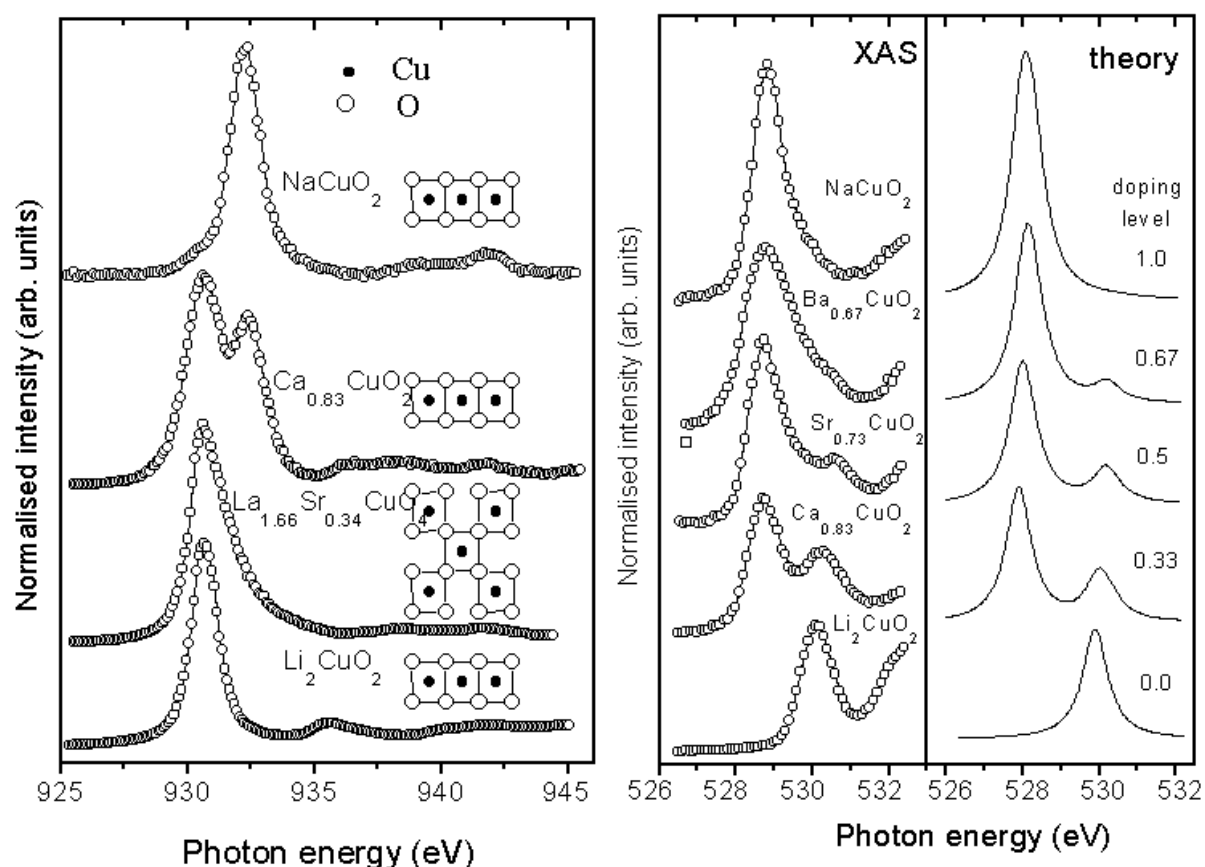 Cu
O
NaCuO2
Ca0.83CuO2
La1.66Sr0.34CuO4
Li2CuO2
Normalised intensity (arb. units)
925 930 935 940 945
Photon energy (eV)
XAS
NaCuO2
Ba0.67CuO2
Sr0.73CuO2
Ca0.83CuO2
Li2CuO2
Normalised intensity (arb. units)
526 528 530 532
theory
doping
level
1.0
0.67
0.5
0.33
0.0
526 528 530 532
Photon energy (eV)